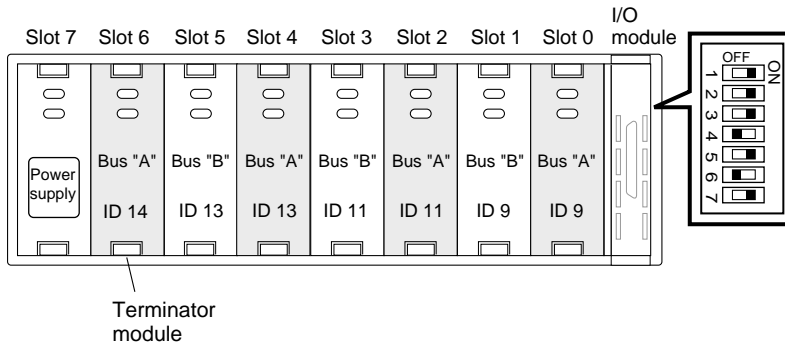 I/O
module
Slot 7 Slot 6 Slot 5 Slot 4 Slot 3 Slot 2 Slot 1 Slot 0
OFF
ON
1
2
3
4
5
6
7
Power
supply
Bus "A" Bus "B" Bus "A" Bus "B" Bus "A" Bus "B" Bus "A"
ID 14 ID 13 ID 13 ID 11 ID 11 ID 9 ID 9
Terminator
module